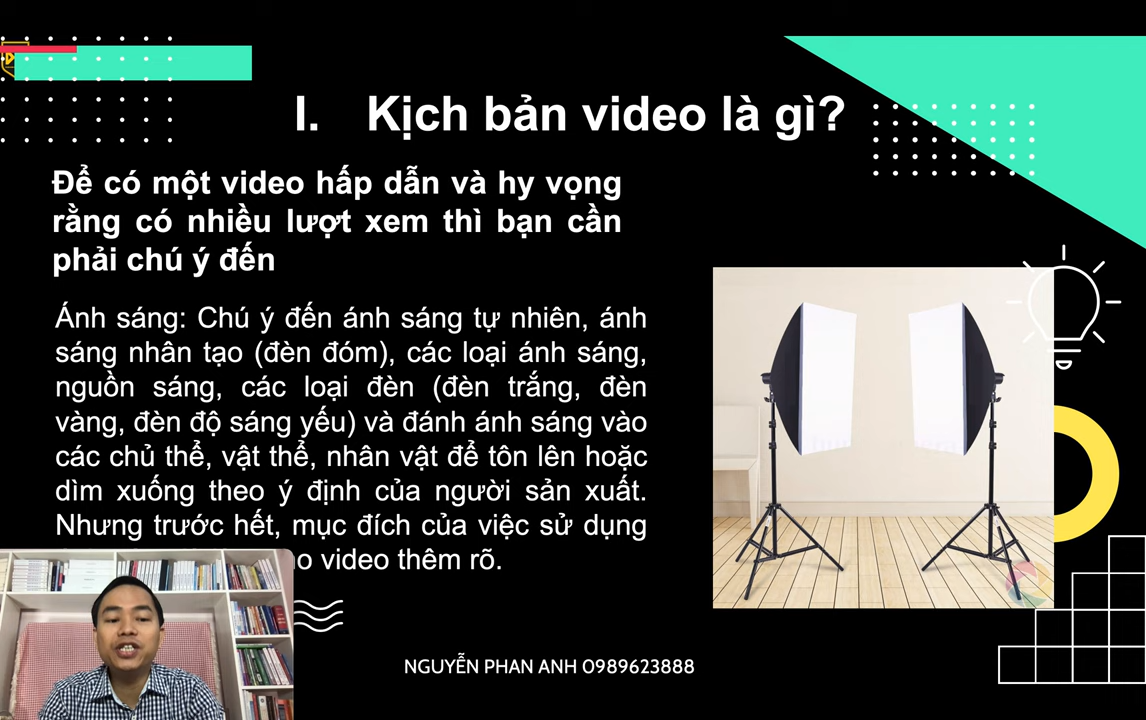 I. Kịch bản video là gì?
Để có một video hấp dẫn và hy vọng
rằng có nhiều lượt xem thì bạn cần
phải chú ý đến
Ánh sáng: Chú ý đến ánh sáng tự nhiên, ánh
sáng nhân tạo (đèn đóm), các loại ánh sáng,
nguồn sáng, các loại đèn (đèn trắng, đèn
vàng, đèn độ sáng yếu) và đánh ánh sáng vào
các chủ thể, vật thể, nhân vật để tôn lên hoặc
dìm xuống theo ý định của người sản xuất.
Nhưng trước hết, mục đích của việc sử dụng
video thêm rõ.
NGUYỄN PHAN ANH 0989623888